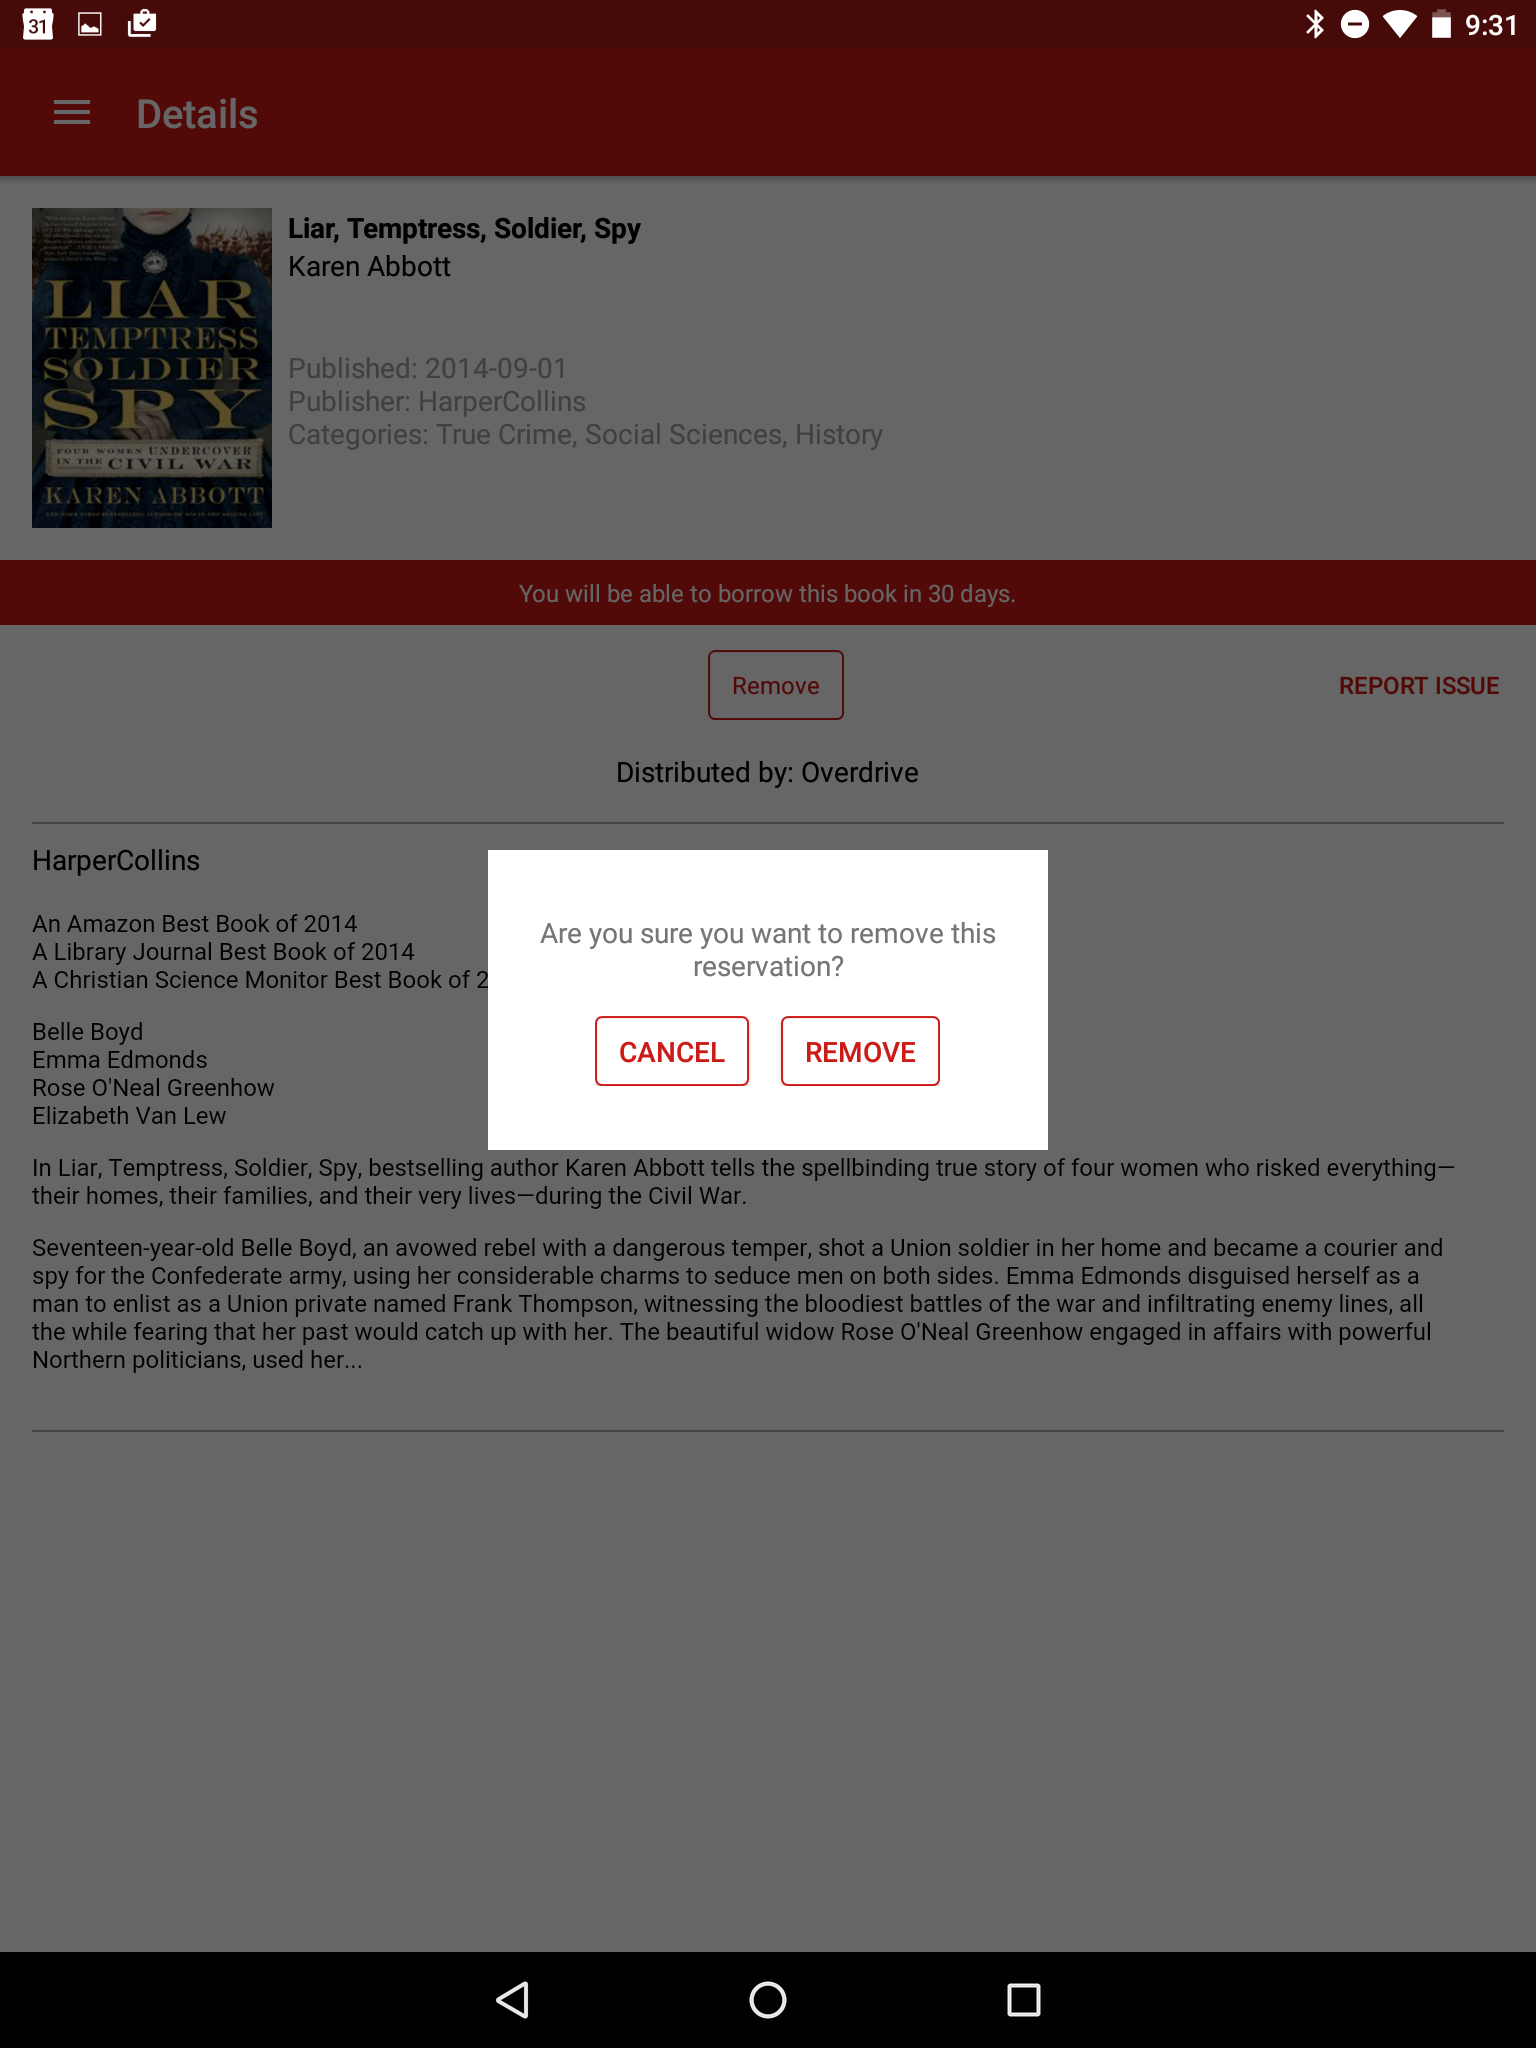 31
9:31
Details
LIAR
TEMPTRESS
SOLDIER
SPY
FOUR WOMEN UNDERCOVER
IN THE CIVIL WAR
KAREN ABBOTT
Liar, Temptress, Soldier, Spy
Karen Abbott
Published: 2014-09-01
Publisher: HarperCollins
Categories: True Crime, Social Sciences, History
You will be able to borrow this book in 30 days.
Remove
REPORT ISSUE
Distributed by: Overdrive
HarperCollins
An Amazon Best Book of 2014
A Library Journal Best Book of 2014
A Christian Science Monitor Best Book of 2
Are you sure you want to remove this
reservation?
CANCEL REMOVE
Belle Boyd
Emma Edmonds
Rose O'Neal Greenhow
Elizabeth Van Lew
In Liar, Temptress, Soldier, Spy, bestselling author Karen Abbott tells the spellbinding true story of four women who risked everything—
their homes, their families, and their very lives—during the Civil War.
Seventeen-year-old Belle Boyd, an avowed rebel with a dangerous temper, shot a Union soldier in her home and became a courier and
spy for the Confederate army, using her considerable charms to seduce men on both sides. Emma Edmonds disguised herself as a
man to enlist as a Union private named Frank Thompson, witnessing the bloodiest battles of the war and infiltrating enemy lines, all
the while fearing that her past would catch up with her. The beautiful widow Rose O'Neal Greenhow engaged in affairs with powerful
Northern politicians, used her...